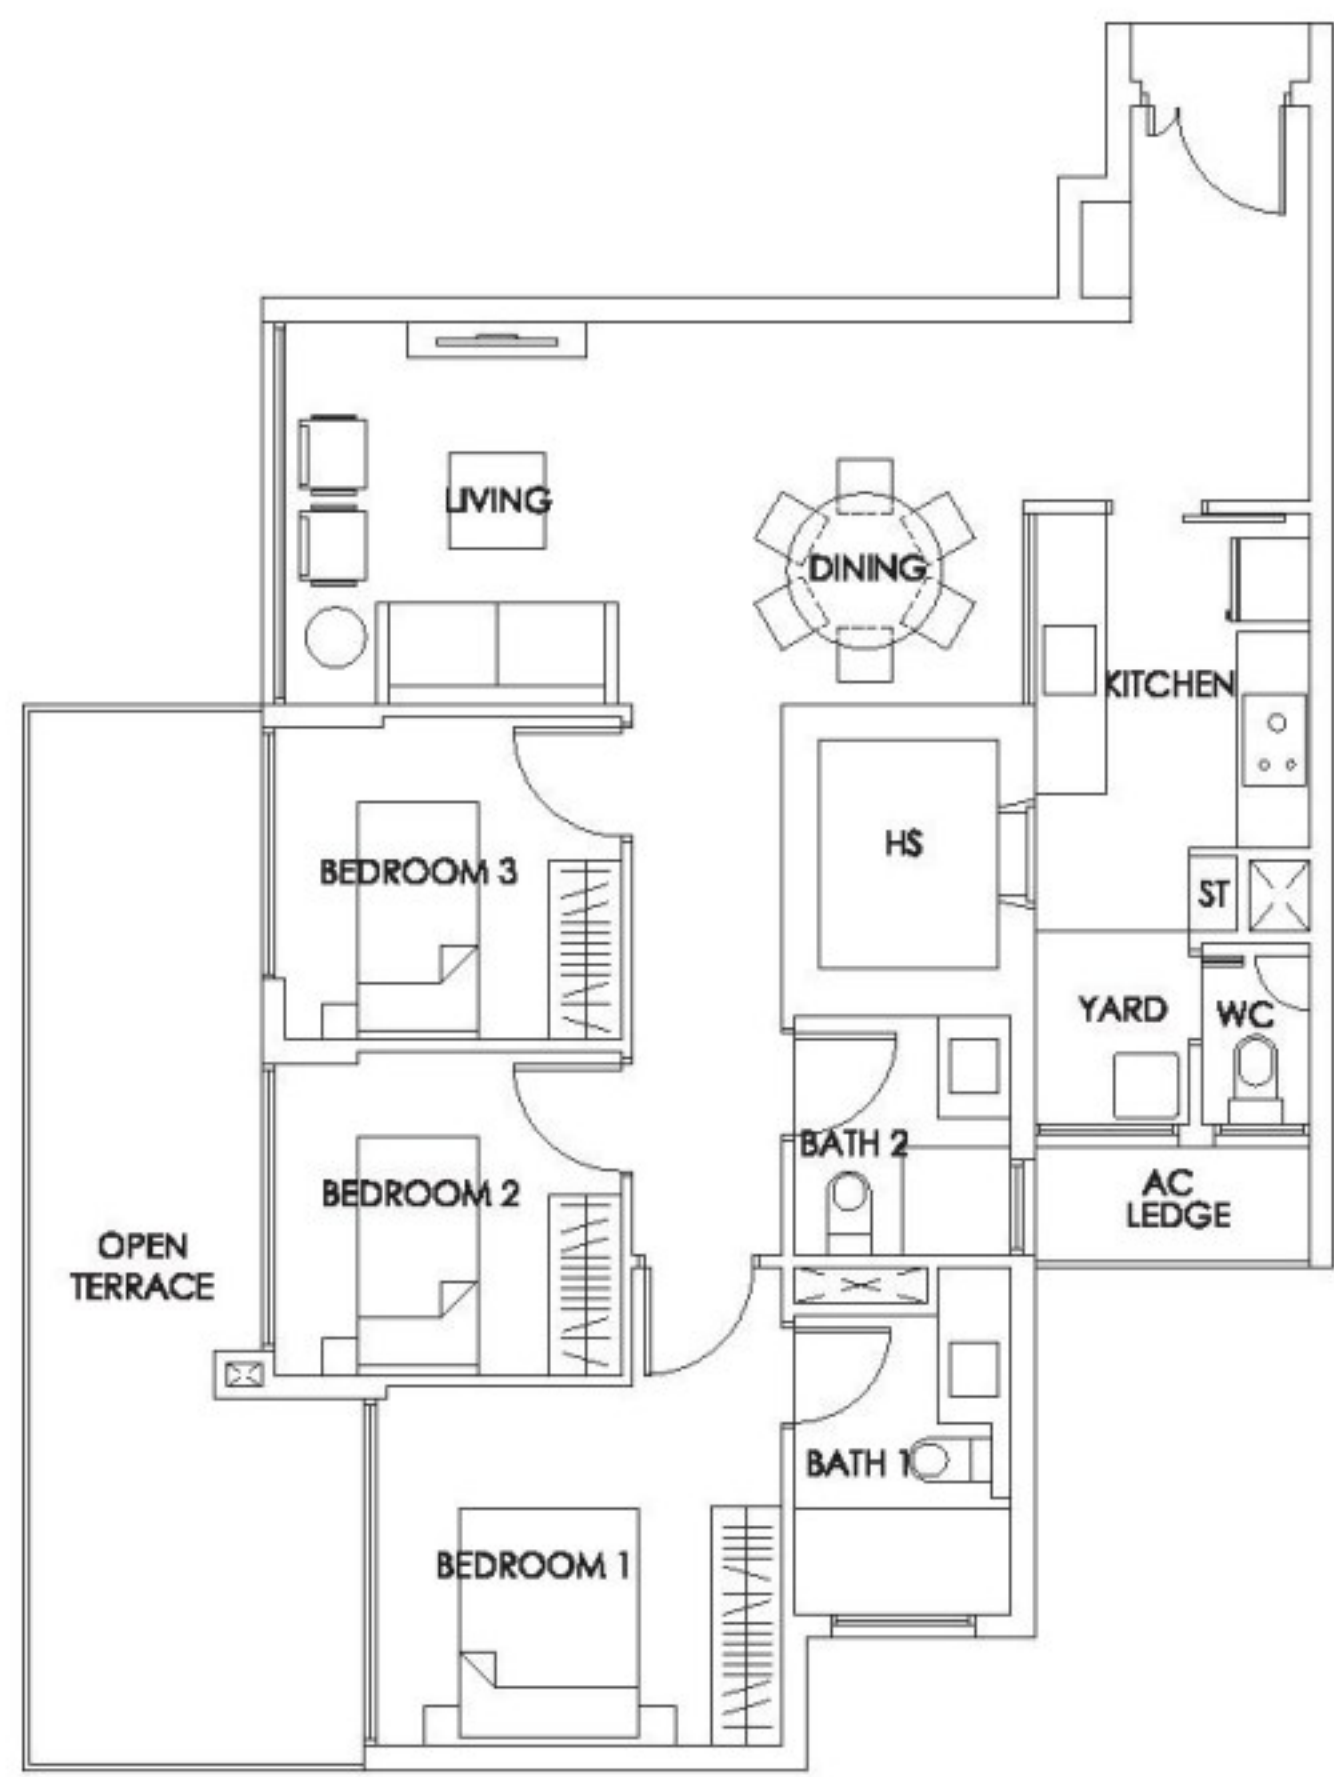 LIVING
DINING
KITCHEN
HS
BEDROOM 3
ST
YARD
WC
BATH 2
BEDROOM 2
AC
LEDGE
OPEN
TERRACE
BATH 1
BEDROOM 1